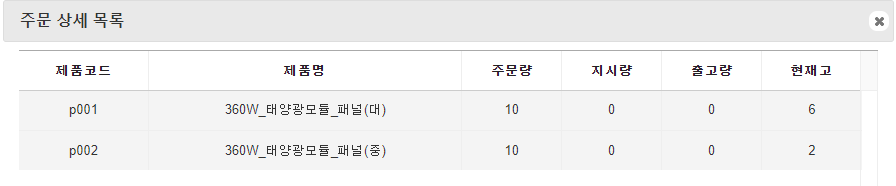 주문 상세 목록
제품코드 제품명 주문량 지시량 출고량 현재고
p001 360W_태양광모듈_패널(대) 10 0 0 6
p002 360W_태양광모듈_패널(중) 10 0 0 2